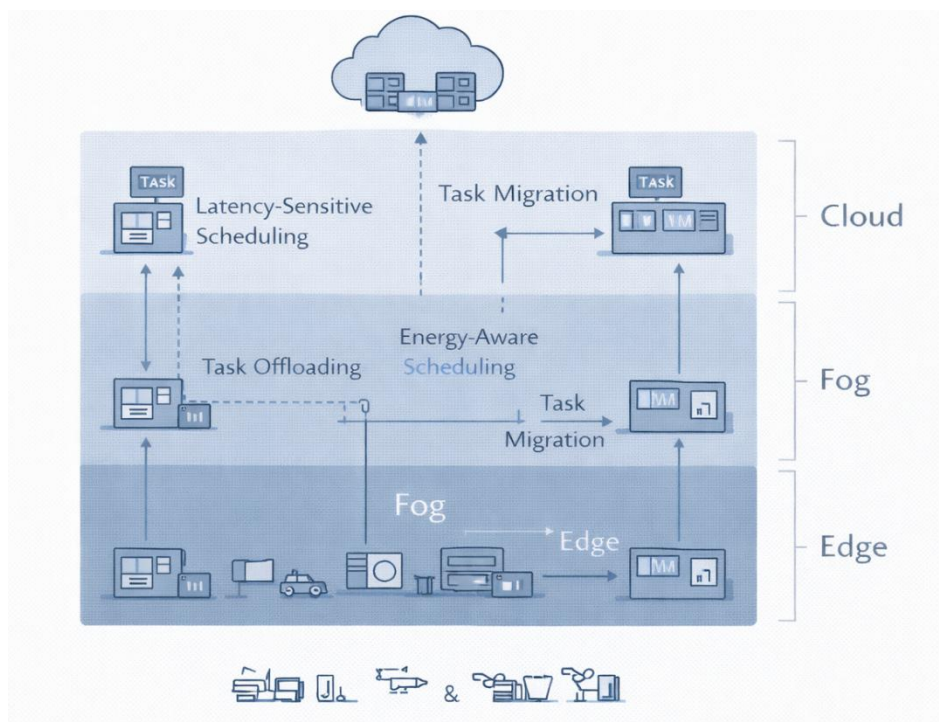 TASK
TASK
Latency-Sensitive
Scheduling
Task Migration
Cloud
Energy-Aware
Scheduling
Task Offloading
Task
Migration
Fog
Fog
Edge
Edge
&